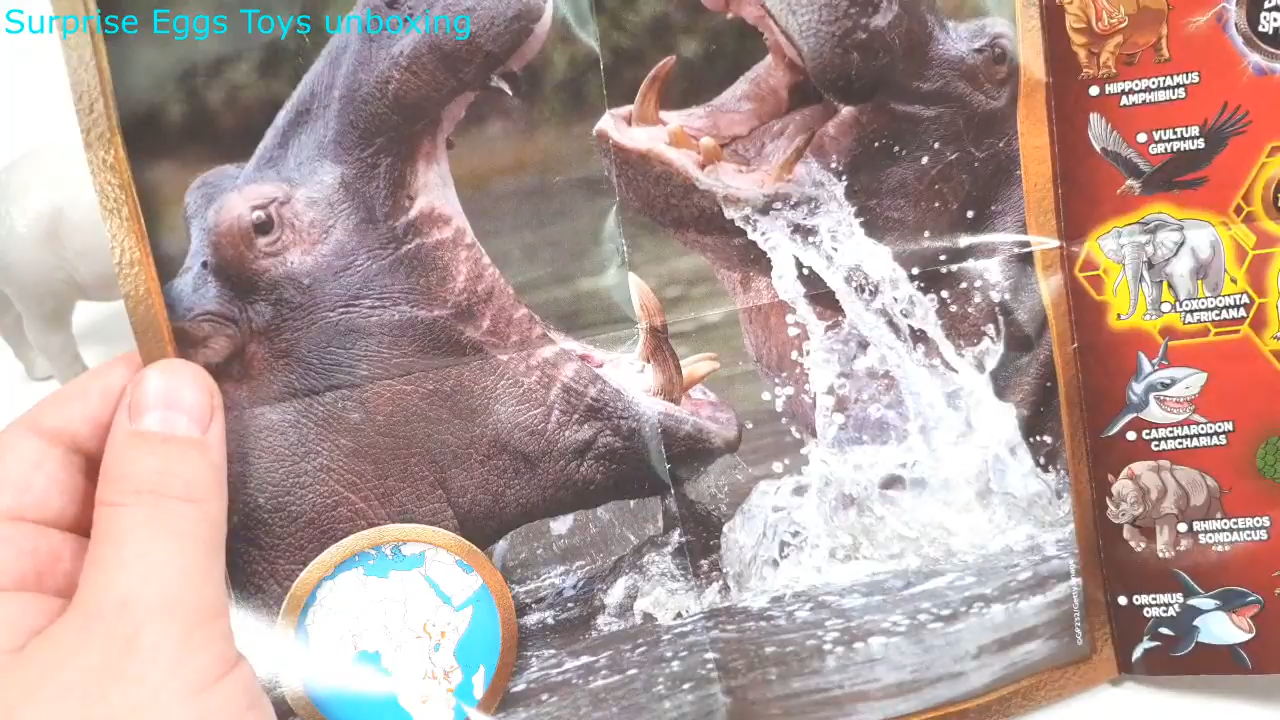 Surprise Eggs Toys unboxing
HIPPOPOTAMUS
AMPHIBIUS
VULTUR
GRYPHUS
LOXODONTA
AFRICANA
CARCHARODON
CARCHARIAS
RHINOCEROS
SONDAICUS
ORCINUS
ORCA